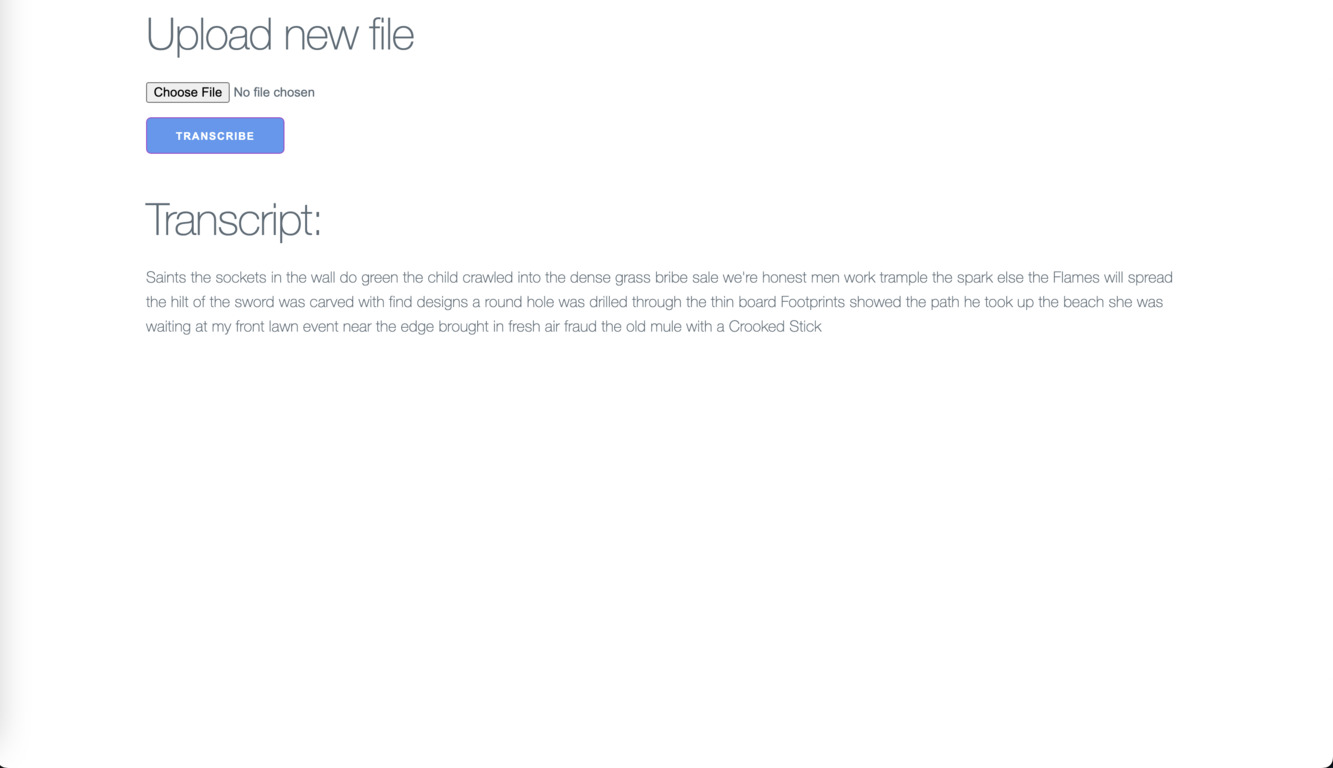 Upload new file
Choose File No file chosen
TRANSCRIBE
Transcript:
Saints the sockets in the wall do green the child crawled into the dense grass bribe sale we're honest men work trample the spark else the Flames will spread
the hilt of the sword was carved with find designs a round hole was drilled through the thin board Footprints showed the path he took up the beach she was
waiting at my front lawn event near the edge brought in fresh air fraud the old mule with a Crooked Stick